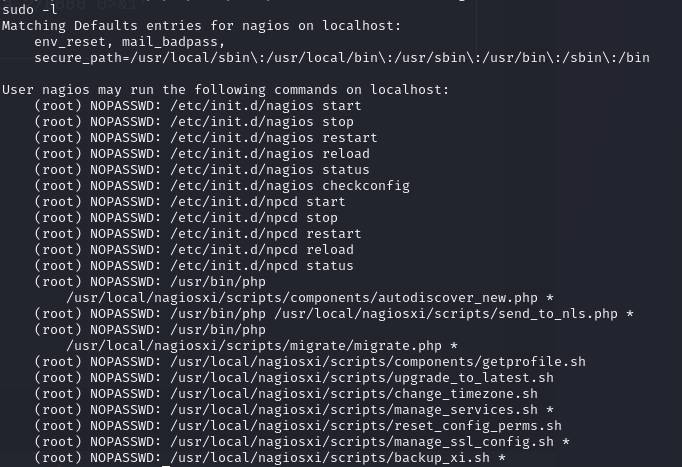 sudo -l
Matching Defaults entries for nagios on localhost:
    env_reset, mail_badpass,
    secure_path=/usr/local/sbin\:/usr/local/bin\:/usr/sbin\:/usr/bin\:/sbin\:/bin

User nagios may run the following commands on localhost:
    (root) NOPASSWD: /etc/init.d/nagios start
    (root) NOPASSWD: /etc/init.d/nagios stop
    (root) NOPASSWD: /etc/init.d/nagios restart
    (root) NOPASSWD: /etc/init.d/nagios reload
    (root) NOPASSWD: /etc/init.d/nagios status
    (root) NOPASSWD: /etc/init.d/nagios checkconfig
    (root) NOPASSWD: /etc/init.d/npcd start
    (root) NOPASSWD: /etc/init.d/npcd stop
    (root) NOPASSWD: /etc/init.d/npcd restart
    (root) NOPASSWD: /etc/init.d/npcd reload
    (root) NOPASSWD: /etc/init.d/npcd status
    (root) NOPASSWD: /usr/bin/php
        /usr/local/nagiosxi/scripts/components/autodiscover_new.php *
    (root) NOPASSWD: /usr/bin/php /usr/local/nagiosxi/scripts/send_to_nls.php *
    (root) NOPASSWD: /usr/bin/php
        /usr/local/nagiosxi/scripts/migrate/migrate.php *
    (root) NOPASSWD: /usr/local/nagiosxi/scripts/components/getprofile.sh
    (root) NOPASSWD: /usr/local/nagiosxi/scripts/upgrade_to_latest.sh
    (root) NOPASSWD: /usr/local/nagiosxi/scripts/change_timezone.sh
    (root) NOPASSWD: /usr/local/nagiosxi/scripts/manage_services.sh *
    (root) NOPASSWD: /usr/local/nagiosxi/scripts/reset_config_perms.sh
    (root) NOPASSWD: /usr/local/nagiosxi/scripts/manage_ssl_config.sh *
    (root) NOPASSWD: /usr/local/nagiosxi/scripts/backup_xi.sh *